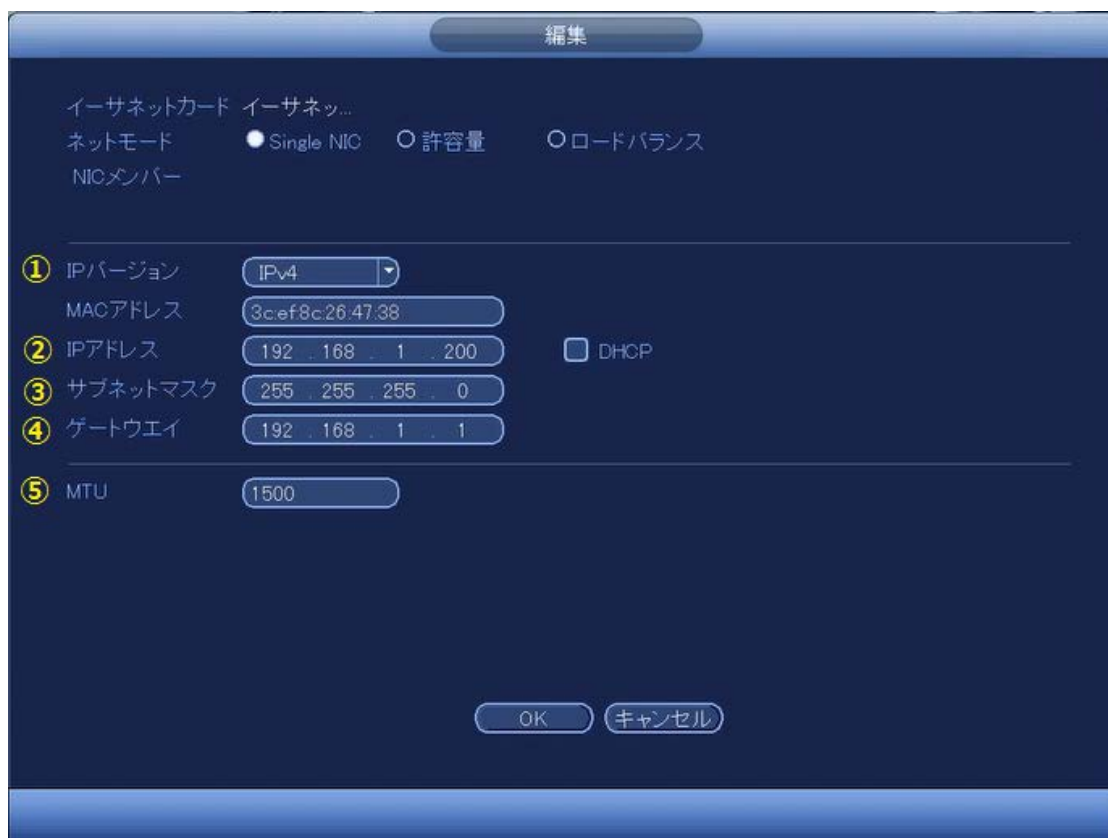 編集
イーサネットカード イーサネッ...
ネットモード Single NIC 許容量 ロードバランス
NICメンバー
① IPバージョン IPv4
MACアドレス 3c:ef:8c:26:47:38
② IPアドレス 192 . 168 . 1 . 200 DHCP
③ サブネットマスク 255 . 255 . 255 . 0
④ ゲートウエイ 192 . 168 . 1 . 1
⑤ MTU 1500
OK キャンセル